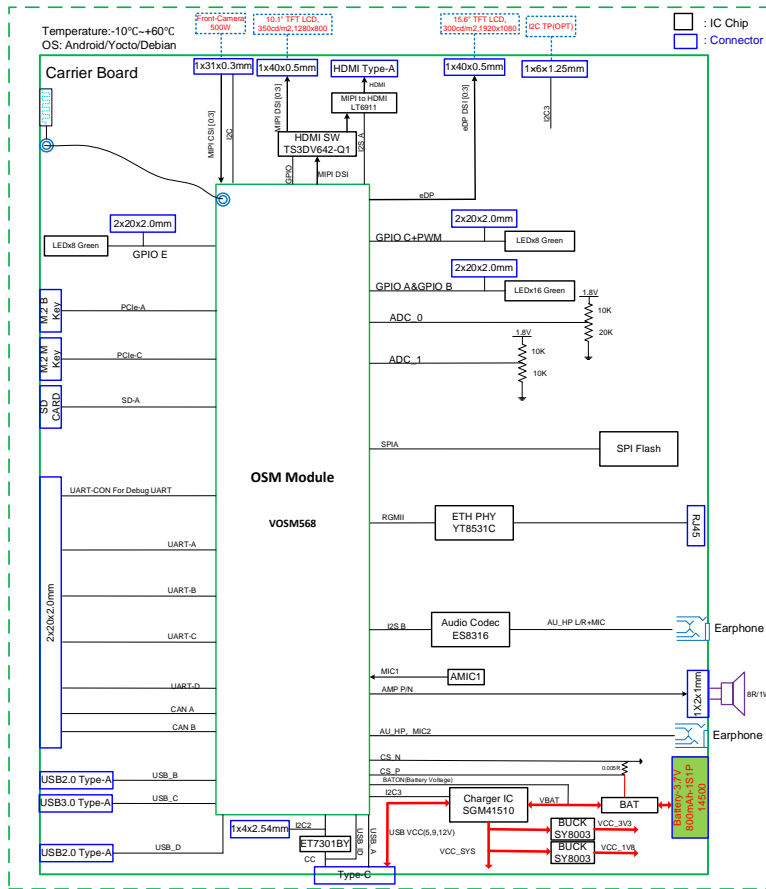 Temperature:-10℃~+60℃
OS: Android/Yocto/Debian
Front-Camera
500W
10.1" TFT LCD,
350cd/m2,1280x800
15.6" TFT LCD,
300cd/m2,1920x1080
I2C TP(OPT)
: IC Chip
: Connector
Carrier Board
1x31x0.3mm
1x40x0.5mm
HDMI Type-A
1x40x0.5mm
1×6×1.25mm
MIPI CSI [0:3]
I2C
MIPI DSI [0:3]
HDMI
MIPI to HDMI
LT6911
HDMI SW
TS3DV642-Q1
I2S_A
eDP DSI [0:3]
I2C3
GPIO
MIPI DSI
eDP
2x20x2.0mm
LEDx8 Green
GPIO E
2x20x2.0mm
GPIO C+PWM
LEDx8 Green
2x20x2.0mm
GPIO A&GPIO B
LEDx16 Green
1.8V
10K
20K
ADC_0
1.8V
10K
10K
ADC_1
M.2 B
Key
PCIe-A
M.2 M
Key
PCIe-C
SD
CARD
SD-A
SPIA
SPI Flash
OSM Module
VOSM568
2x20x2.0mm
UART-CON For Debug UART
UART-A
UART-B
UART-C
UART-D
CAN A
CAN B
RGMII
ETH PHY
YT8531C
RJ45
I2S B
Audio Codec
ES8316
AU_HP L/R+MIC
Earphone
MIC1
AMIC1
AMP P/N
1X2x1mm
8R/1W
AU_HP, MIC2
Earphone
USB2.0 Type-A
USB_B
USB3.0 Type-A
USB_C
USB2.0 Type-A
USB_D
CS_N
CS_P
0.005R
BATON(Battery Voltage)
I2C3
Charger IC
SGM41510
VBAT
BAT
Battery-3.7V
800mAh-1S1P
14500
USB VCC(5,9,12V)
VCC_SYS
BUCK
SY8003
VCC_3V3
BUCK
SY8003
VCC_1V8
1x4x2.54mm
I2C2
ET7301BY
CC
USB ID
USB_A
Type-C